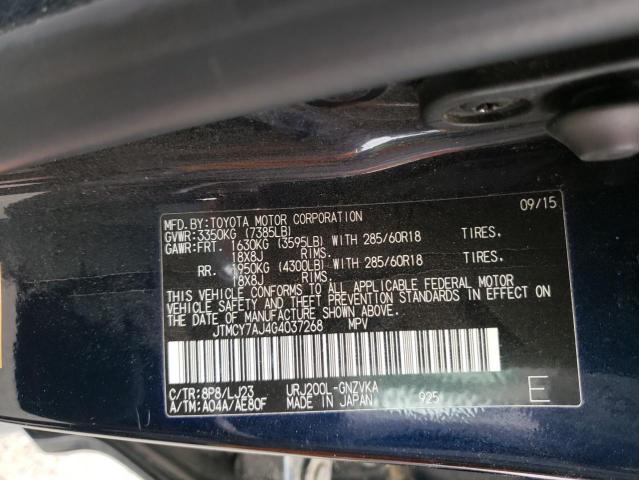 09/15
MFD.BY:TOYOTA MOTOR CORPORATION
GVWR:3350KG (7385LB)
GAWR:FRT. 1630KG (3595LB) WITH 285/60R18 TIRES.
18X8J RIMS.
RR. 1950KG (4300LB) WITH 285/60R18 TIRES.
18X8J RIMS.
THIS VEHICLE CONFORMS TO ALL APPLICABLE FEDERAL MOTOR
VEHICLE SAFETY AND THEFT PREVENTION STANDARDS IN EFFECT ON
THE DATE OF MANUFACTURE SHOWN ABOVE.
JTMCY7AJ4G4037268 MPV
C/TR:8P8/LJ23 URJ200L-GNZVKA
A/TM:A04A/AE80F MADE IN JAPAN 925 E